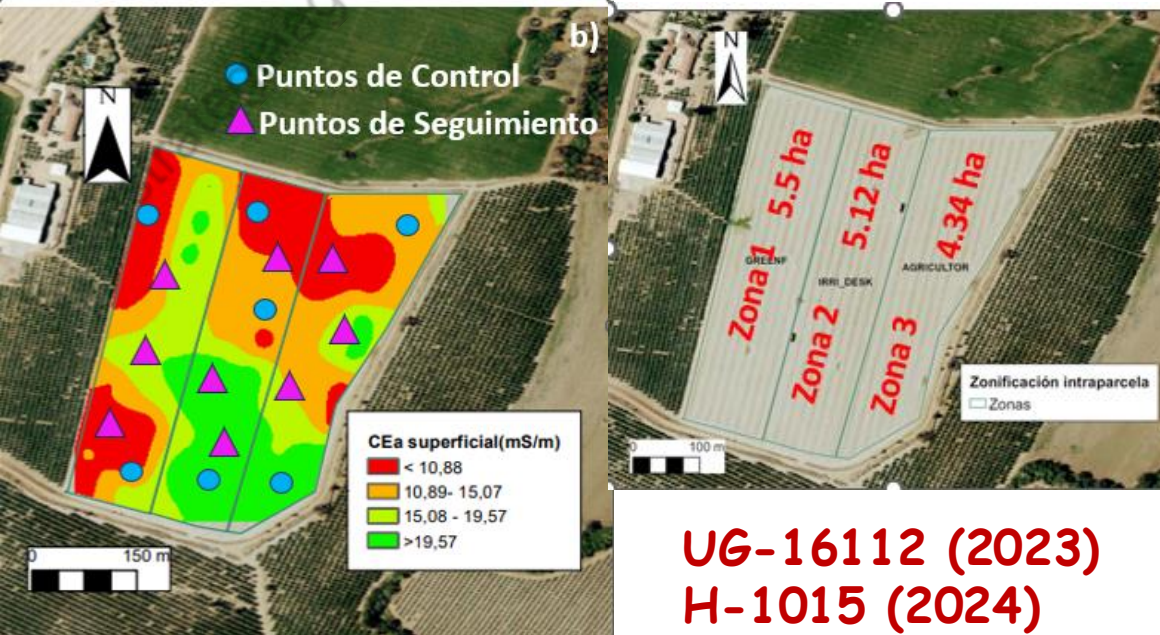 b)
Puntos de Control
Puntos de Seguimiento
N
CEa superficial(mS/m)
< 10,88
10,89- 15,07
15,08 - 19,57
>19,57
0 150 m
N
Zona 1 5.5 ha
Zona 2 5.12 ha
Zona 3 4.34 ha
GREENF
IRRI_DESK
AGRICULTOR
Zonificación intraparcela
Zonas
0 100 m
UG-16112 (2023)
H-1015 (2024)